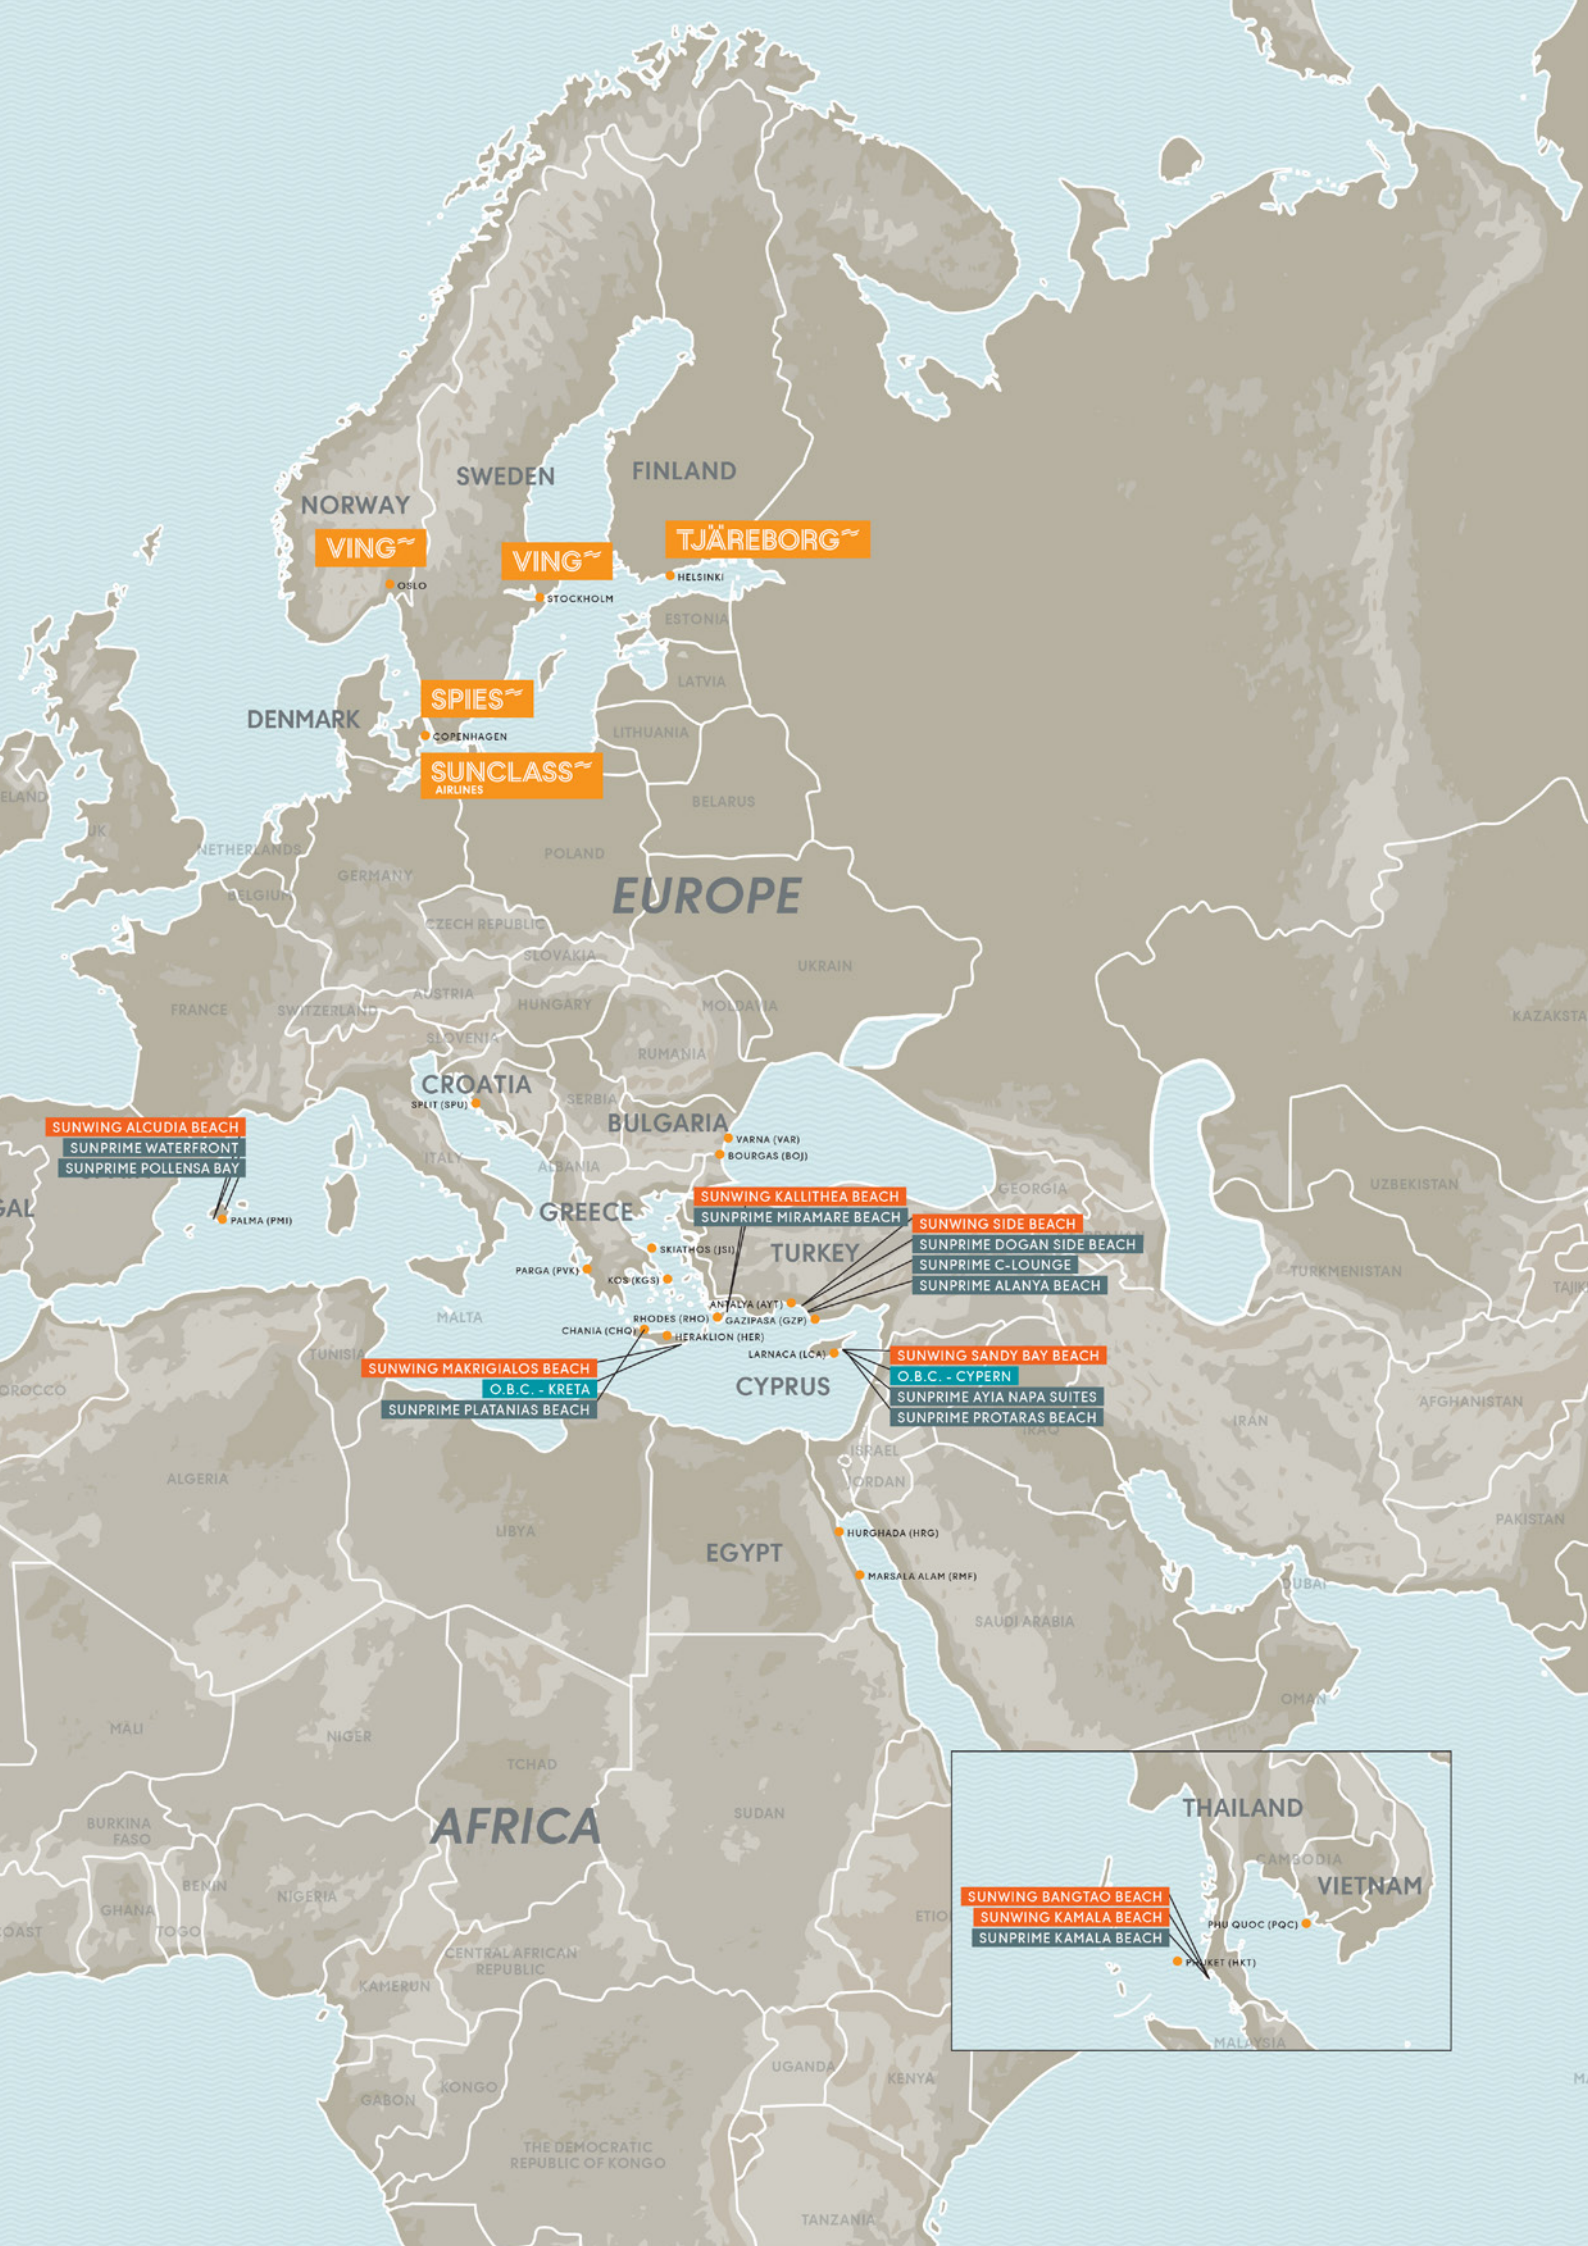 SWEDEN
FINLAND
NORWAY
VING
VING
TJÄREBORG
OSLO
STOCKHOLM
HELSINKI
ESTONIA
LATVIA
SPIES
DENMARK
COPENHAGEN
LITHUANIA
SUNCLASS
AIRLINES
ELAND
UK
BELARUS
NETHERLANDS
POLAND
GERMANY
BELGIUM
EUROPE
CZECH REPUBLIC
SLOVAKIA
UKRAIN
AUSTRIA
FRANCE
SWITZERLAND
HUNGARY
MOLDAVIA
KAZAKSTA
SLOVENIA
RUMANIA
CROATIA
SPLIT (SPU)
SERBIA
BULGARIA
VARNA (VAR)
BOURGAS (BOJ)
SUNWING ALCUDIA BEACH
SUNPRIME WATERFRONT
SUNPRIME POLLENSA BAY
ITALY
ALBANIA
GEORGIA
UZBEKISTAN
GAL
PALMA (PMI)
GREECE
SUNWING KALLITHEA BEACH
SUNPRIME MIRAMARE BEACH
SUNWING SIDE BEACH
SUNPRIME DOGAN SIDE BEACH
SUNPRIME C-LOUNGE
SUNPRIME ALANYA BEACH
TURKEY
SKIATHOS (JSI)
PARGA (PVK)
KOS (KGS)
TURKMENISTAN
TAJIK
MALTA
ANTALYA (AYT)
RHODES (RHO)
GAZIPASA (GZP)
CHANIA (CHQ)
HERAKLION (HER)
LARNACA (LCA)
TUNISIA
SUNWING MAKRIGIALOS BEACH
O.B.C. - KRETA
SUNPRIME PLATANIAS BEACH
SUNWING SANDY BAY BEACH
O.B.C. - CYPERN
SUNPRIME AYIA NAPA SUITES
SUNPRIME PROTARAS BEACH
CYPRUS
OROCCO
AFGHANISTAN
IRAN
IRAQ
ISRAEL
JORDAN
ALGERIA
LIBYA
EGYPT
HURGHADA (HRG)
MARSALA ALAM (RMF)
PAKISTAN
DUBAI
SAUDI ARABIA
OMAN
MALI
NIGER
TCHAD
SUDAN
BURKINA
FASO
AFRICA
BENIN
NIGERIA
GHANA
TOGO
COAST
ETIO
CENTRAL AFRICAN
REPUBLIC
KAMERUN
THAILAND
CAMBODIA
VIETNAM
SUNWING BANGTAO BEACH
SUNWING KAMALA BEACH
SUNPRIME KAMALA BEACH
PHU QUOC (PQC)
PHUKET (HKT)
MALAYSIA
UGANDA
KENYA
KONGO
GABON
THE DEMOCRATIC
REPUBLIC OF KONGO
TANZANIA